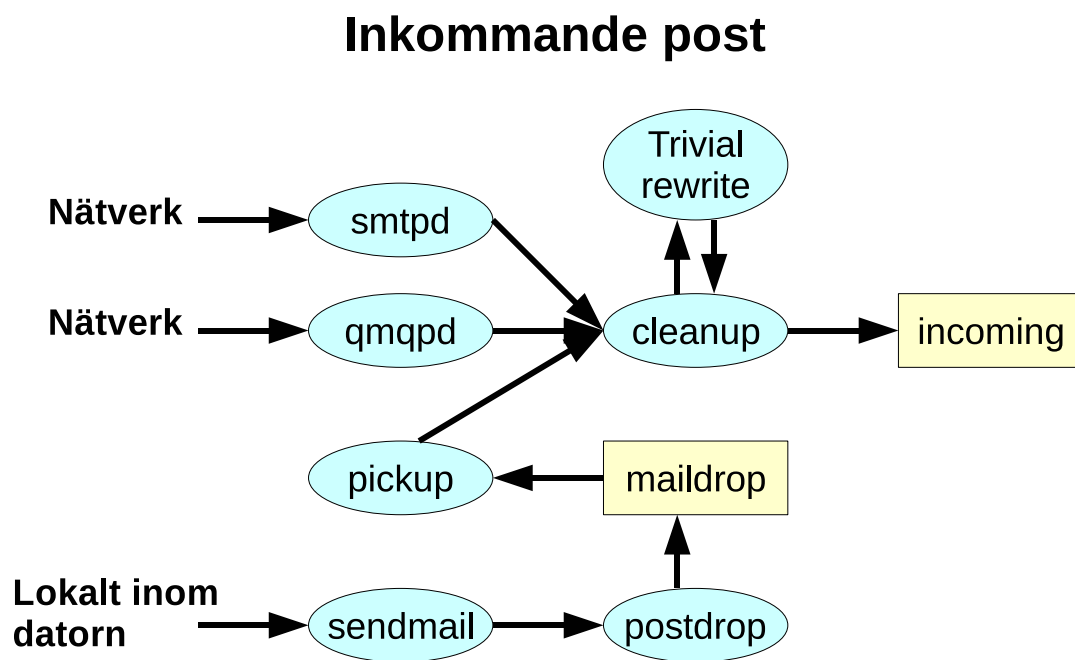 Inkommande post
Trivial
rewrite
Nätverk
smtpd
Nätverk
qmqpd
cleanup
incoming
pickup
maildrop
Lokalt inom
datorn
sendmail
postdrop